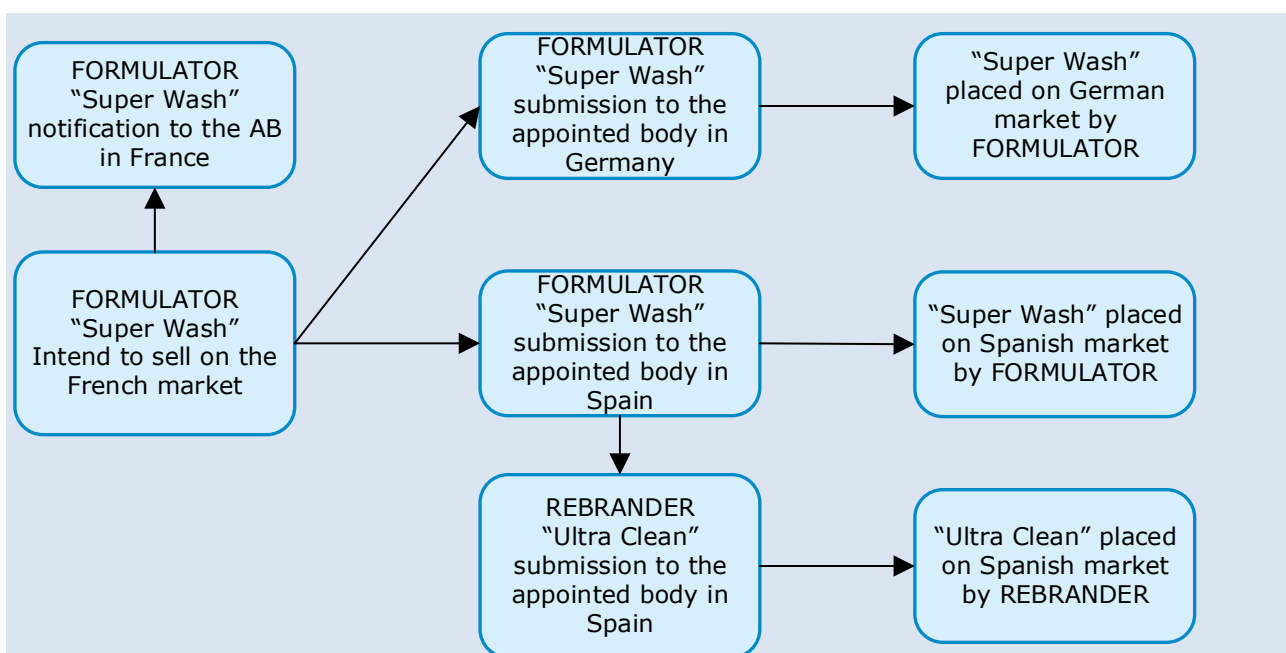 FORMULATOR
“Super Wash”
notification to the AB
in France
FORMULATOR
“Super Wash”
submission to the
appointed body in
Germany
“Super Wash”
placed on German
market by
FORMULATOR
FORMULATOR
“Super Wash”
Intend to sell on the
French market
FORMULATOR
“Super Wash”
submission to the
appointed body in
Spain
“Super Wash” placed
on Spanish market
by FORMULATOR
REBRANDER
“Ultra Clean”
submission to the
appointed body in
Spain
“Ultra Clean” placed
on Spanish market
by REBRANDER